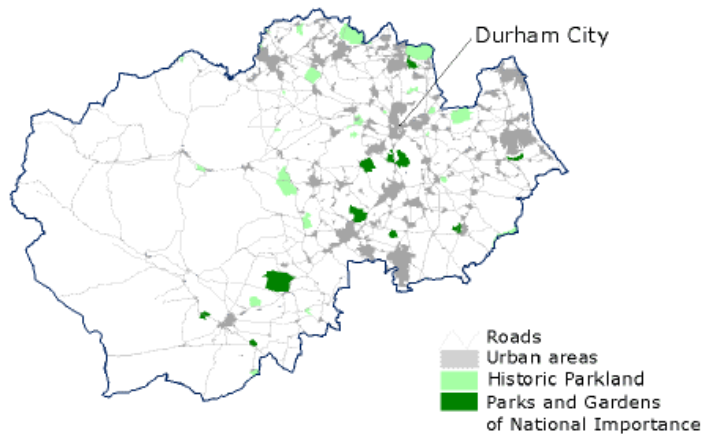 Durham City
Roads
Urban areas
Historic Parkland
Parks and Gardens
of National Importance